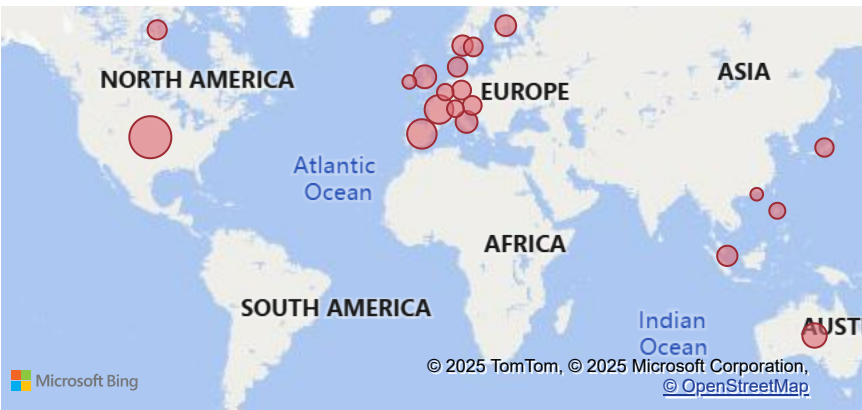 NORTH AMERICA
ASIA
EUROPE
Atlantic
Ocean
AFRICA
SOUTH AMERICA
Indian
Ocean
AUST
Microsoft Bing
© 2025 TomTom, © 2025 Microsoft Corporation,
© OpenStreetMap